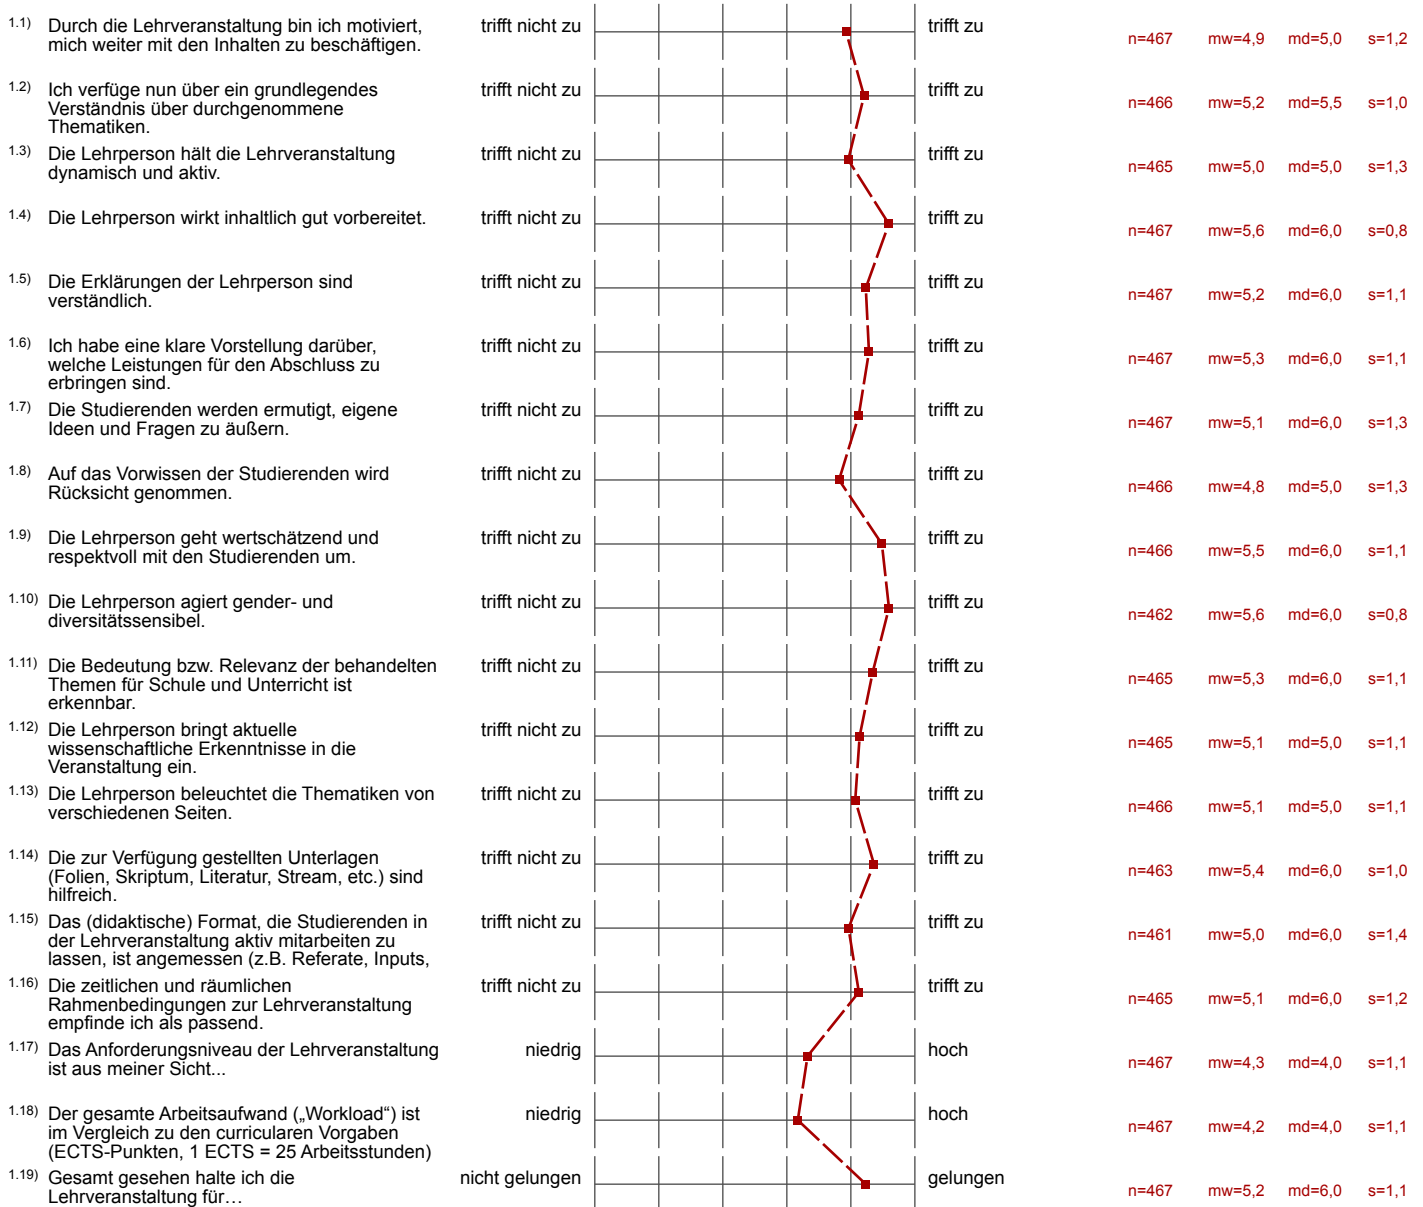 1.1) Durch die Lehrveranstaltung bin ich motiviert,
mich weiter mit den Inhalten zu beschäftigen.
trifft nicht zu
trifft zu
n=467 mw=4,9 md=5,0 s=1,2
1.2) Ich verfüge nun über ein grundlegendes
Verständnis über durchgenommene
Thematiken.
trifft nicht zu
trifft zu
n=466 mw=5,2 md=5,5 s=1,0
1.3) Die Lehrperson hält die Lehrveranstaltung
dynamisch und aktiv.
trifft nicht zu
trifft zu
n=465 mw=5,0 md=5,0 s=1,3
1.4) Die Lehrperson wirkt inhaltlich gut vorbereitet.
trifft nicht zu
trifft zu
n=467 mw=5,6 md=6,0 s=0,8
1.5) Die Erklärungen der Lehrperson sind
verständlich.
trifft nicht zu
trifft zu
n=467 mw=5,2 md=6,0 s=1,1
1.6) Ich habe eine klare Vorstellung darüber,
welche Leistungen für den Abschluss zu
erbringen sind.
trifft nicht zu
trifft zu
n=467 mw=5,3 md=6,0 s=1,1
1.7) Die Studierenden werden ermutigt, eigene
Ideen und Fragen zu äußern.
trifft nicht zu
trifft zu
n=467 mw=5,1 md=6,0 s=1,3
1.8) Auf das Vorwissen der Studierenden wird
Rücksicht genommen.
trifft nicht zu
trifft zu
n=466 mw=4,8 md=5,0 s=1,3
1.9) Die Lehrperson geht wertschätzend und
respektvoll mit den Studierenden um.
trifft nicht zu
trifft zu
n=466 mw=5,5 md=6,0 s=1,1
1.10) Die Lehrperson agiert gender- und
diversitätssensibel.
trifft nicht zu
trifft zu
n=462 mw=5,6 md=6,0 s=0,8
1.11) Die Bedeutung bzw. Relevanz der behandelten
Themen für Schule und Unterricht ist
erkennbar.
trifft nicht zu
trifft zu
n=465 mw=5,3 md=6,0 s=1,1
1.12) Die Lehrperson bringt aktuelle
wissenschaftliche Erkenntnisse in die
Veranstaltung ein.
trifft nicht zu
trifft zu
n=465 mw=5,1 md=5,0 s=1,1
1.13) Die Lehrperson beleuchtet die Thematiken von
verschiedenen Seiten.
trifft nicht zu
trifft zu
n=466 mw=5,1 md=5,0 s=1,1
1.14) Die zur Verfügung gestellten Unterlagen
(Folien, Skriptum, Literatur, Stream, etc.) sind
hilfreich.
trifft nicht zu
trifft zu
n=463 mw=5,4 md=6,0 s=1,0
1.15) Das (didaktische) Format, die Studierenden in
der Lehrveranstaltung aktiv mitarbeiten zu
lassen, ist angemessen (z.B. Referate, Inputs,
trifft nicht zu
trifft zu
n=461 mw=5,0 md=6,0 s=1,4
1.16) Die zeitlichen und räumlichen
Rahmenbedingungen zur Lehrveranstaltung
empfinde ich als passend.
trifft nicht zu
trifft zu
n=465 mw=5,1 md=6,0 s=1,2
1.17) Das Anforderungsniveau der Lehrveranstaltung
ist aus meiner Sicht...
niedrig
hoch
n=467 mw=4,3 md=4,0 s=1,1
1.18) Der gesamte Arbeitsaufwand („Workload“) ist
im Vergleich zu den curricularen Vorgaben
(ECTS-Punkten, 1 ECTS = 25 Arbeitsstunden)
niedrig
hoch
n=467 mw=4,2 md=4,0 s=1,1
1.19) Gesamt gesehen halte ich die
Lehrveranstaltung für…
nicht gelungen
gelungen
n=467 mw=5,2 md=6,0 s=1,1